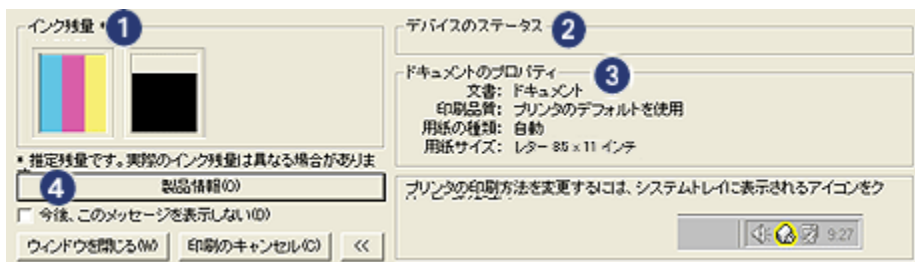 インク残量 *
1
* 推定残量です。実際のインク残量は異なる場合がありま
4
製品情報(O)
今後、このメッセージを表示しない(D)
ウィンドウを閉じる(W)
印刷のキャンセル(C)
<<
デバイスのステータス
2
ドキュメントのプロパティ
3
文書: ドキュメント
印刷品質: プリンタのデフォルトを使用
用紙の種類: 自動
用紙サイズ: レター 85 x 11 インチ
プリンタの印刷方法を変更するには、システムトレイに表示されるアイコンをク
9:27